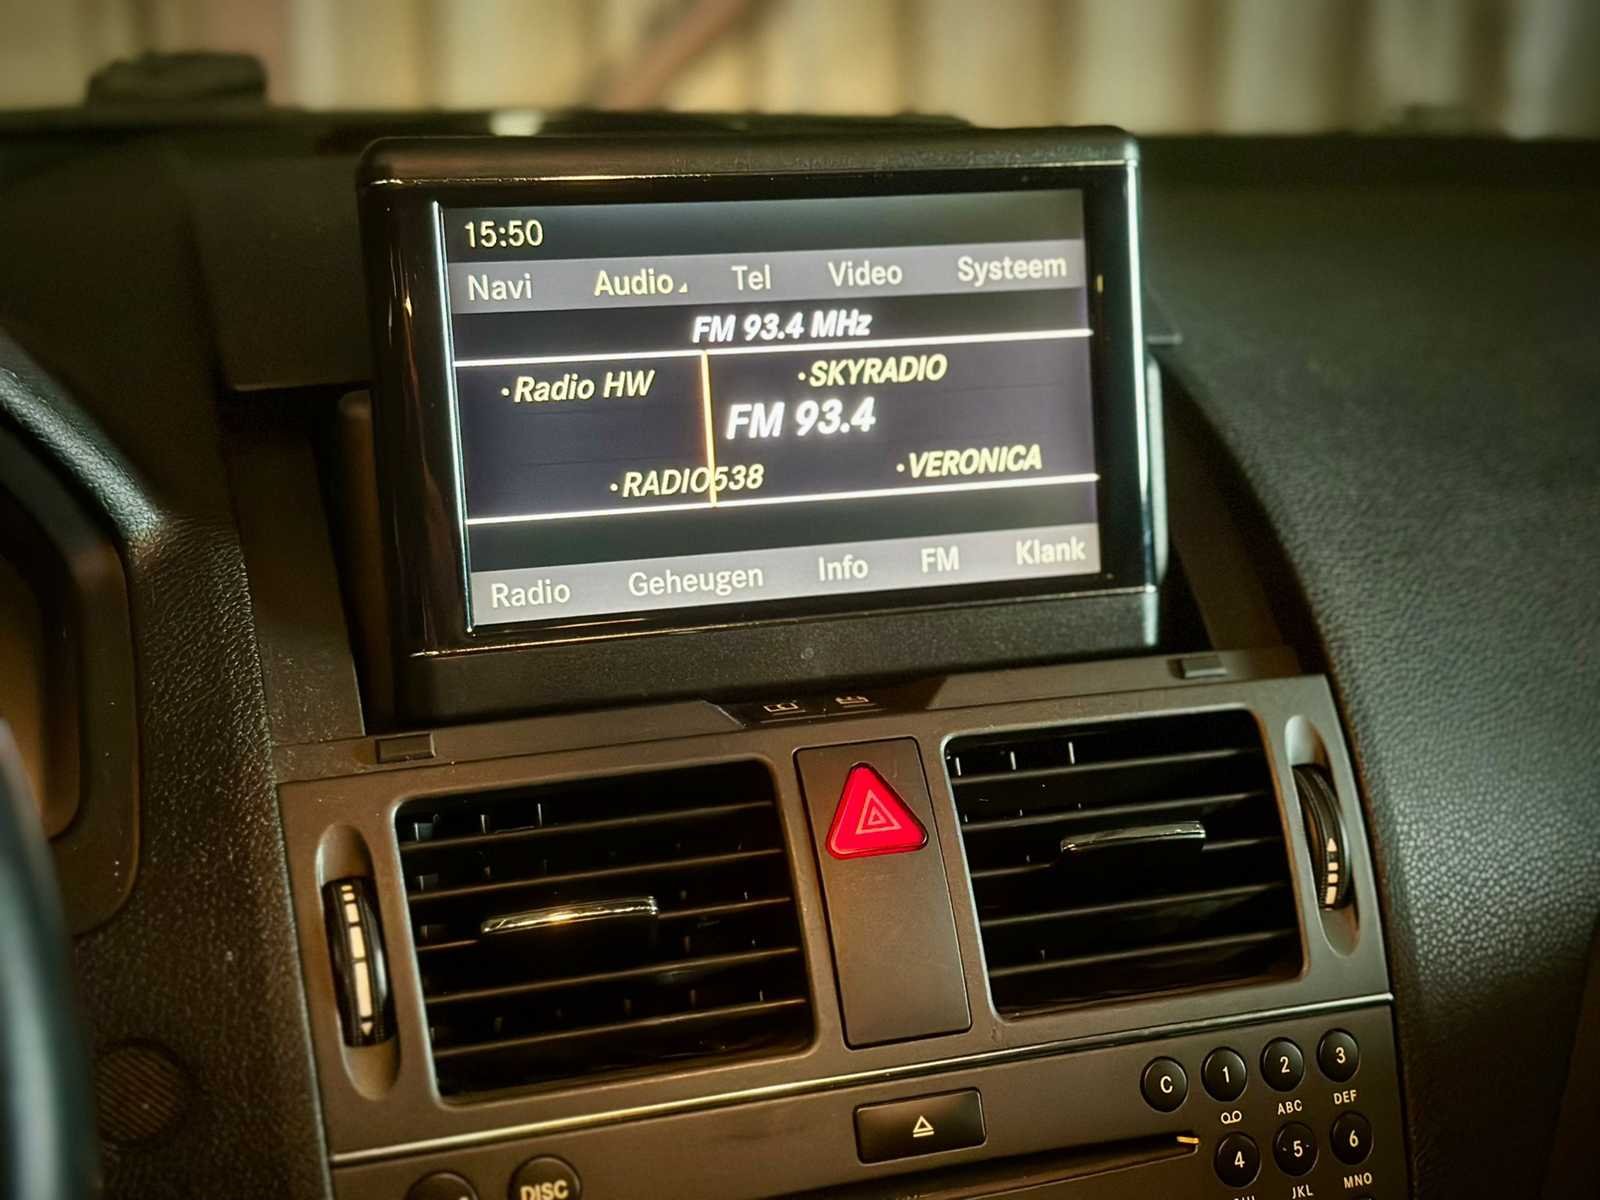 15:50
Navi Audio Tel Video Systeem
FM 93.4 MHz
·Radio HW ·SKYRADIO
FM 93.4
·RADIO538 ·VERONICA
Radio Geheugen Info FM Klank
C 1 2 3
ABC DEF
4 5 6
JKL MNO
DISC